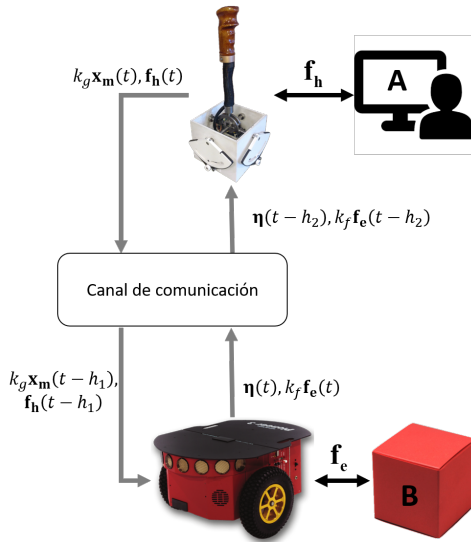 k_g x_m(t), f_h(t)
f_h
A
η(t − h_2), k_f f_e(t − h_2)
Canal de comunicación
k_g x_m(t − h_1),
f_h(t − h_1)
η(t), k_f f_e(t)
f_e
B